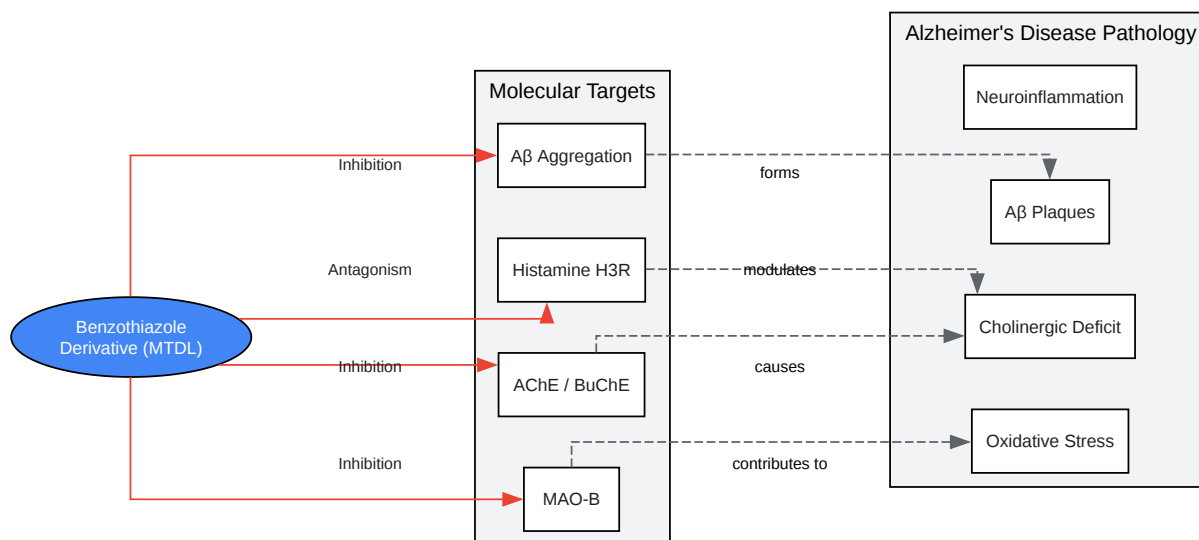 Alzheimer's Disease Pathology
Molecular Targets
Neuroinflammation
Aβ Aggregation
Inhibition
forms
Aβ Plaques
Antagonism
Histamine H3R
modulates
Cholinergic Deficit
Benzothiazole
Derivative (MTDL)
Inhibition
AChE / BuChE
causes
Oxidative Stress
Inhibition
contributes to
MAO-B